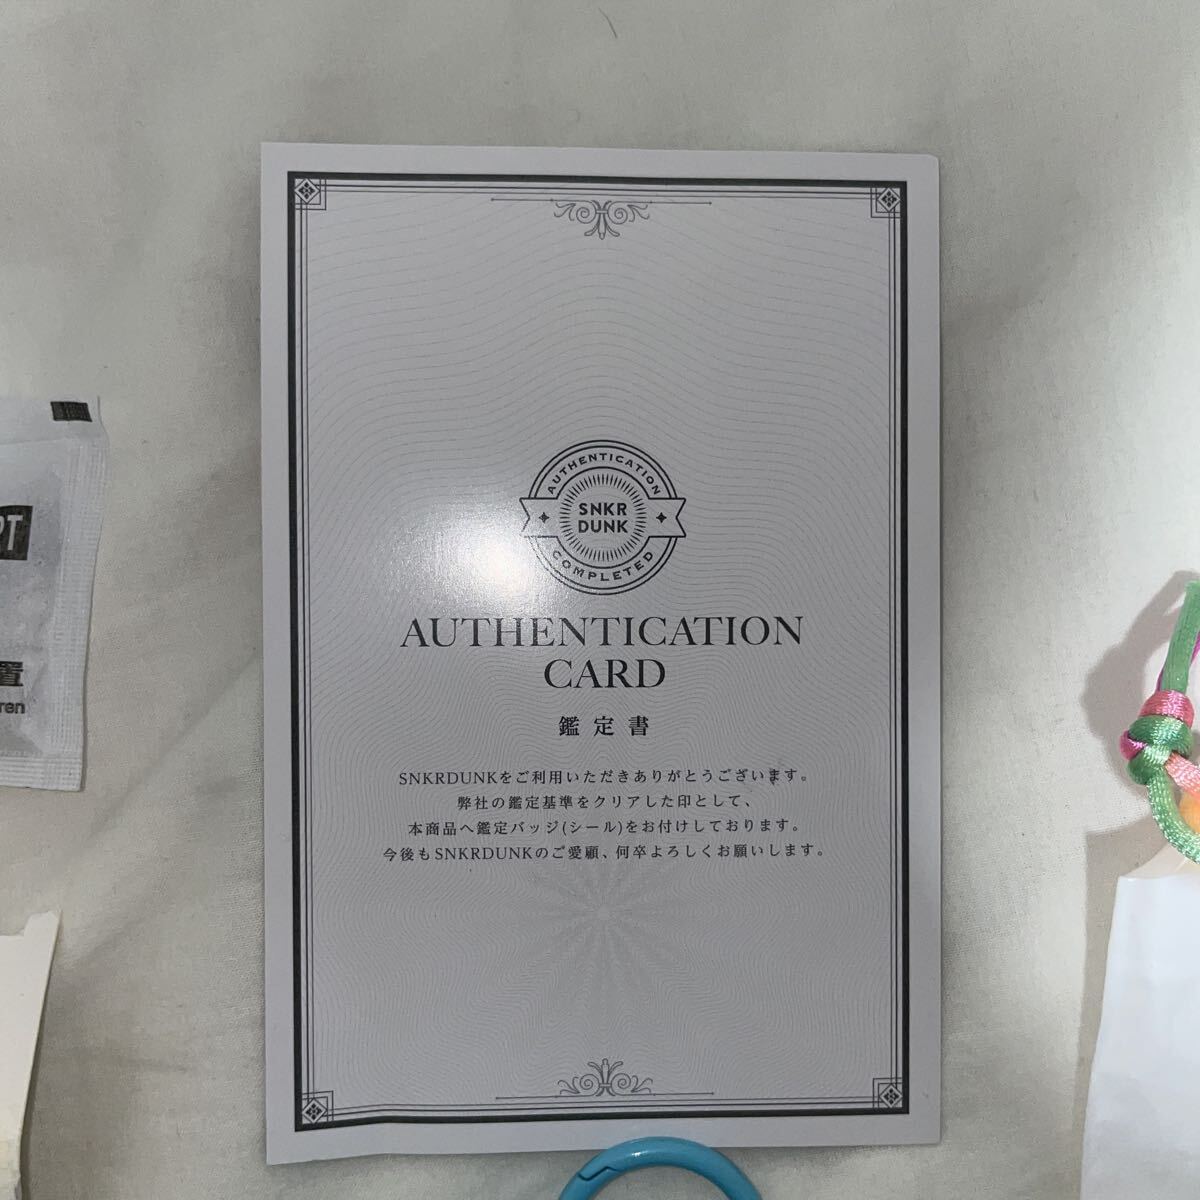 AUTHENTICATION
SNKR
DUNK
COMPLETED
AUTHENTICATION
CARD
鑑定書
SNKRDUNKをご利用いただきありがとうございます。
弊社の鑑定基準をクリアした印として、
本商品へ鑑定バッジ(シール)をお付けしております。
今後もSNKRDUNKのご愛顧、何卒よろしくお願いします。
PT
置
ren